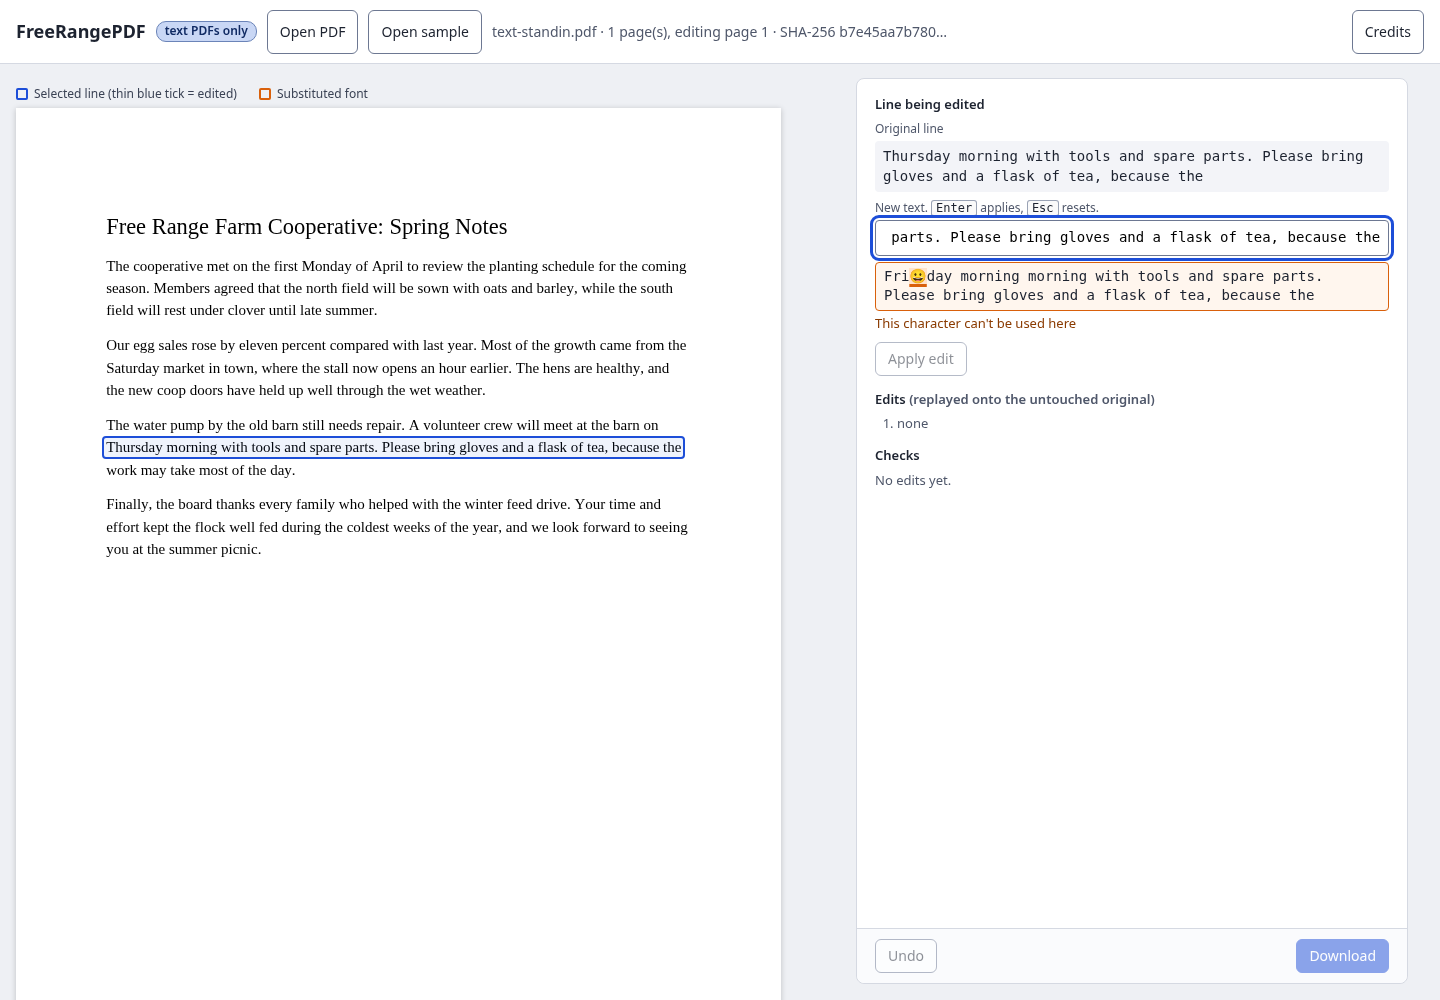 FreeRangePDF
text PDFs only
Open PDF
Open sample
text-standin.pdf · 1 page(s), editing page 1 · SHA-256 b7e45aa7b780…
Credits
Selected line (thin blue tick = edited)
Substituted font
Free Range Farm Cooperative: Spring Notes
The cooperative met on the first Monday of April to review the planting schedule for the coming
season. Members agreed that the north field will be sown with oats and barley, while the south
field will rest under clover until late summer.
Our egg sales rose by eleven percent compared with last year. Most of the growth came from the
Saturday market in town, where the stall now opens an hour earlier. The hens are healthy, and
the new coop doors have held up well through the wet weather.
The water pump by the old barn still needs repair. A volunteer crew will meet at the barn on
Thursday morning with tools and spare parts. Please bring gloves and a flask of tea, because the
work may take most of the day.
Finally, the board thanks every family who helped with the winter feed drive. Your time and
effort kept the flock well fed during the coldest weeks of the year, and we look forward to seeing
you at the summer picnic.
Line being edited
Original line
Thursday morning with tools and spare parts. Please bring
gloves and a flask of tea, because the
New text. Enter applies, Esc resets.
parts. Please bring gloves and a flask of tea, because the
Fri😀day morning morning with tools and spare parts.
Please bring gloves and a flask of tea, because the
This character can't be used here
Apply edit
Edits (replayed onto the untouched original)
1. none
Checks
No edits yet.
Undo
Download